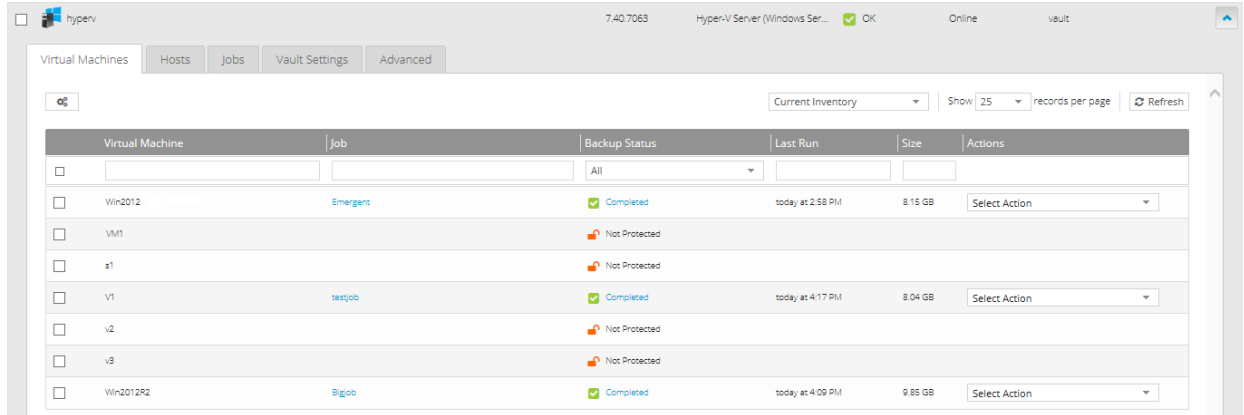 hyperv 7.40.7063 Hyper-V Server (Windows Ser... OK Online vault
Virtual Machines Hosts Jobs Vault Settings Advanced
Current Inventory Show 25 records per page Refresh
Virtual Machine Job Backup Status Last Run Size Actions
All
Win2012 Emergent Completed today at 2:58 PM 8.15 GB Select Action
VM1 Not Protected
s1 Not Protected
V1 testjob Completed today at 4:17 PM 8.04 GB Select Action
v2 Not Protected
v3 Not Protected
Win2012R2 Bigjob Completed today at 4:09 PM 9.85 GB Select Action